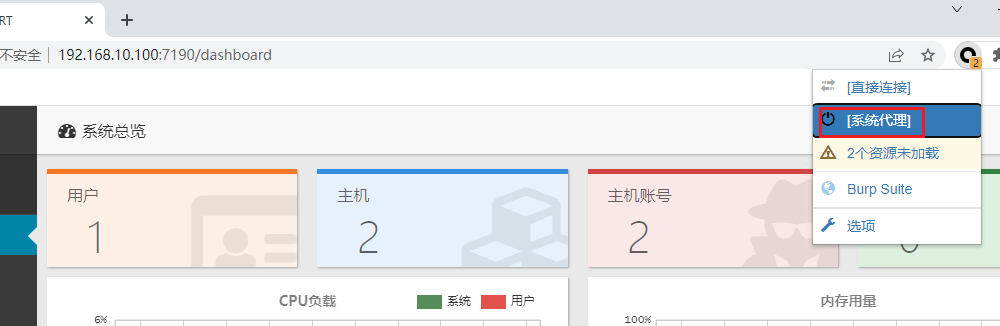 RT
不安全 192.168.10.100:7190/dashboard
2
[直接连接]
[系统代理]
2个资源未加载
Burp Suite
选项
系统总览
用户
1
主机
2
主机账号
2
CPU负载
系统
用户
6%
内存用量
100%